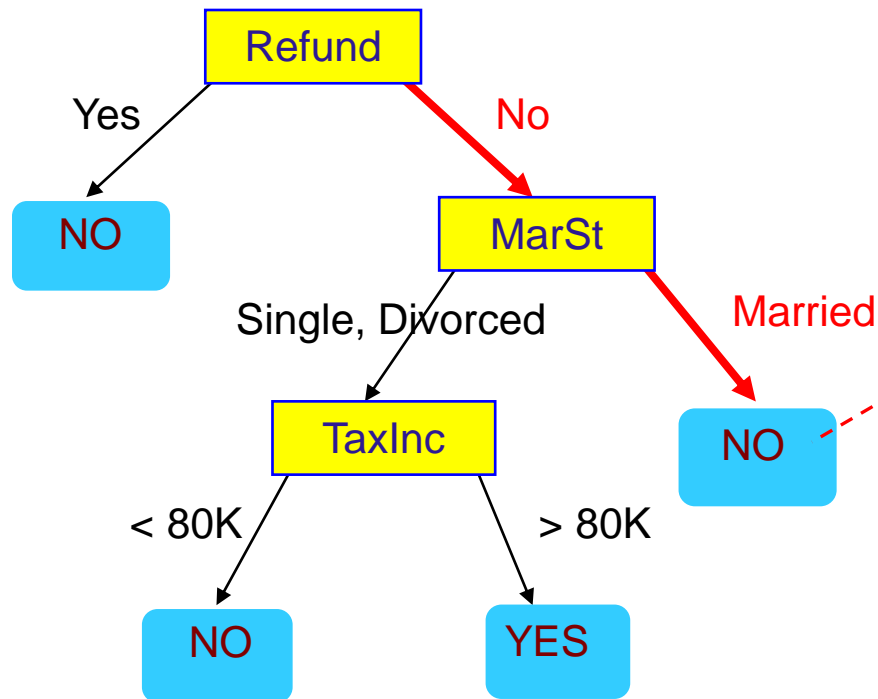 Refund
Yes
No
NO
MarSt
Single, Divorced
Married
TaxInc
NO
< 80K
> 80K
NO
YES